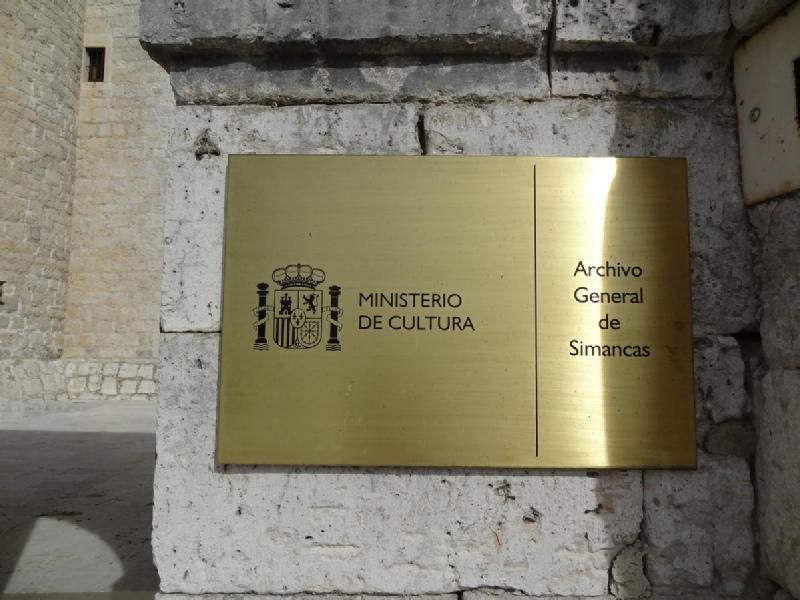 MINISTERIO
DE CULTURA
Archivo
General
de
Simancas